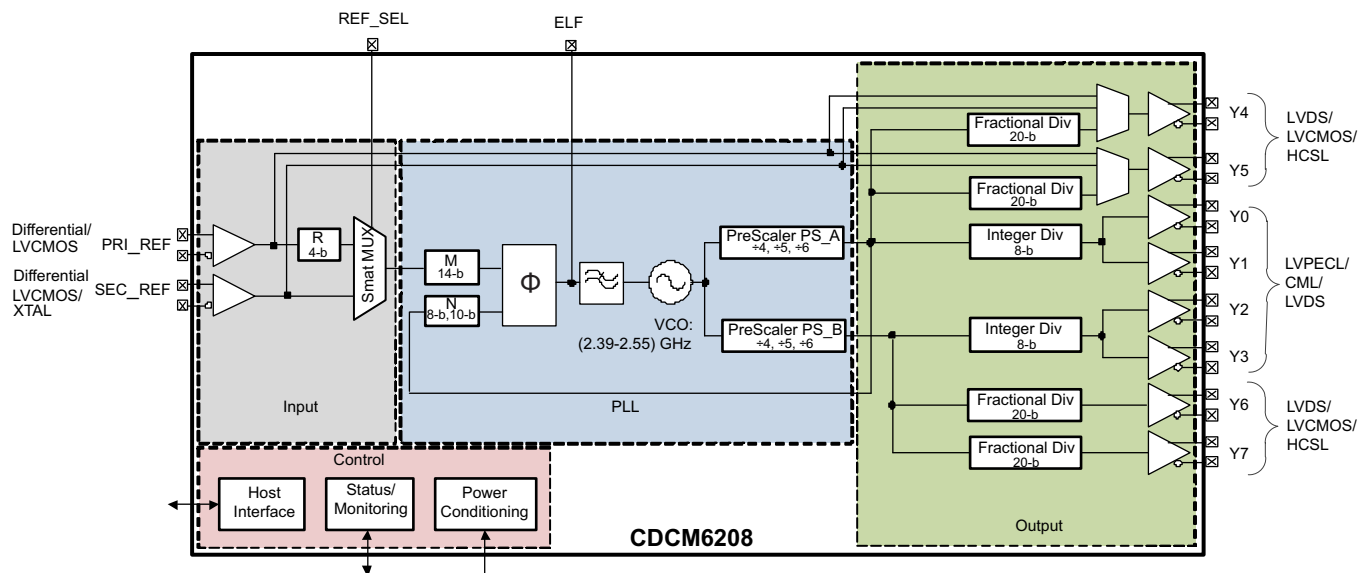 REF_SEL
ELF
Y4
LVDS/
LVCMOS/
HCSL
Fractional Div
20-b
Y5
Fractional Div
20-b
Differential/
LVCMOS
PRI_REF
R
4-b
Smat MUX
M
14-b
N
8-b,10-b
Φ
PreScaler PS_A
÷4, ÷5, ÷6
Integer Div
8-b
Y0
Y1
LVPECL/
CML/
LVDS
Differential
LVCMOS/
XTAL
SEC_REF
VCO:
(2.39-2.55) GHz
PreScaler PS_B
÷4, ÷5, ÷6
Integer Div
8-b
Y2
Y3
Input
PLL
Fractional Div
20-b
Y6
LVDS/
LVCMOS/
HCSL
Fractional Div
20-b
Y7
Control
Host
Interface
Status/
Monitoring
Power
Conditioning
CDCM6208
Output